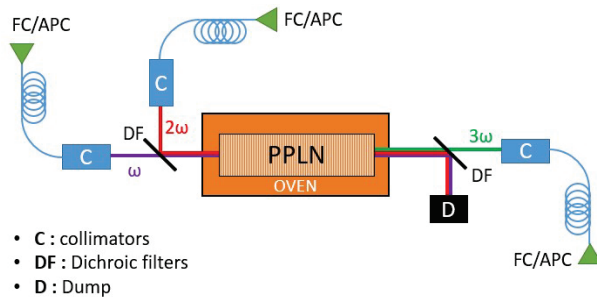 FC/APC
FC/APC
C
DF
2ω
3ω
C
ω
PPLN
OVEN
C
DF
D
FC/APC
• C : collimators
• DF : Dichroic filters
• D : Dump